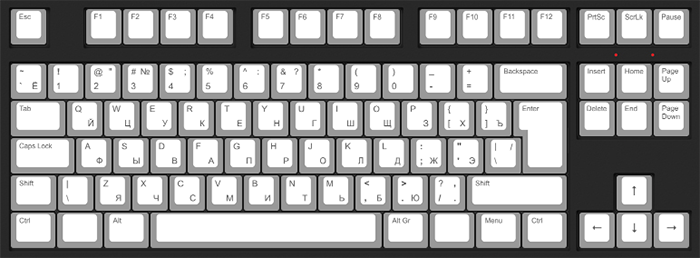 Esc F1 F2 F3 F4 F5 F6 F7 F8 F9 F10 F11 F12 PrtSc ScrLk Pause
~ ` Ё ! 1 @ " 2 # № 3 $ ; 4 % 5 ^ : 6 & ? 7 * 8 ( 9 ) 0 _ - + = Backspace Insert Home Page Up
Tab Q Й W Ц E У R К T Е Y Н U Г I Ш O Щ P З { [ Х } ] Ъ Enter Delete End Page Down
Caps Lock A Ф S Ы D В F А G П H Р J О K Л L Д : ; Ж " ' Э | / \
Shift | \ Z Я X Ч C С V М B И N Т M Ь < , Б > . Ю ? , / . Shift ↑
Ctrl Alt Alt Gr Menu Ctrl ← ↓ →